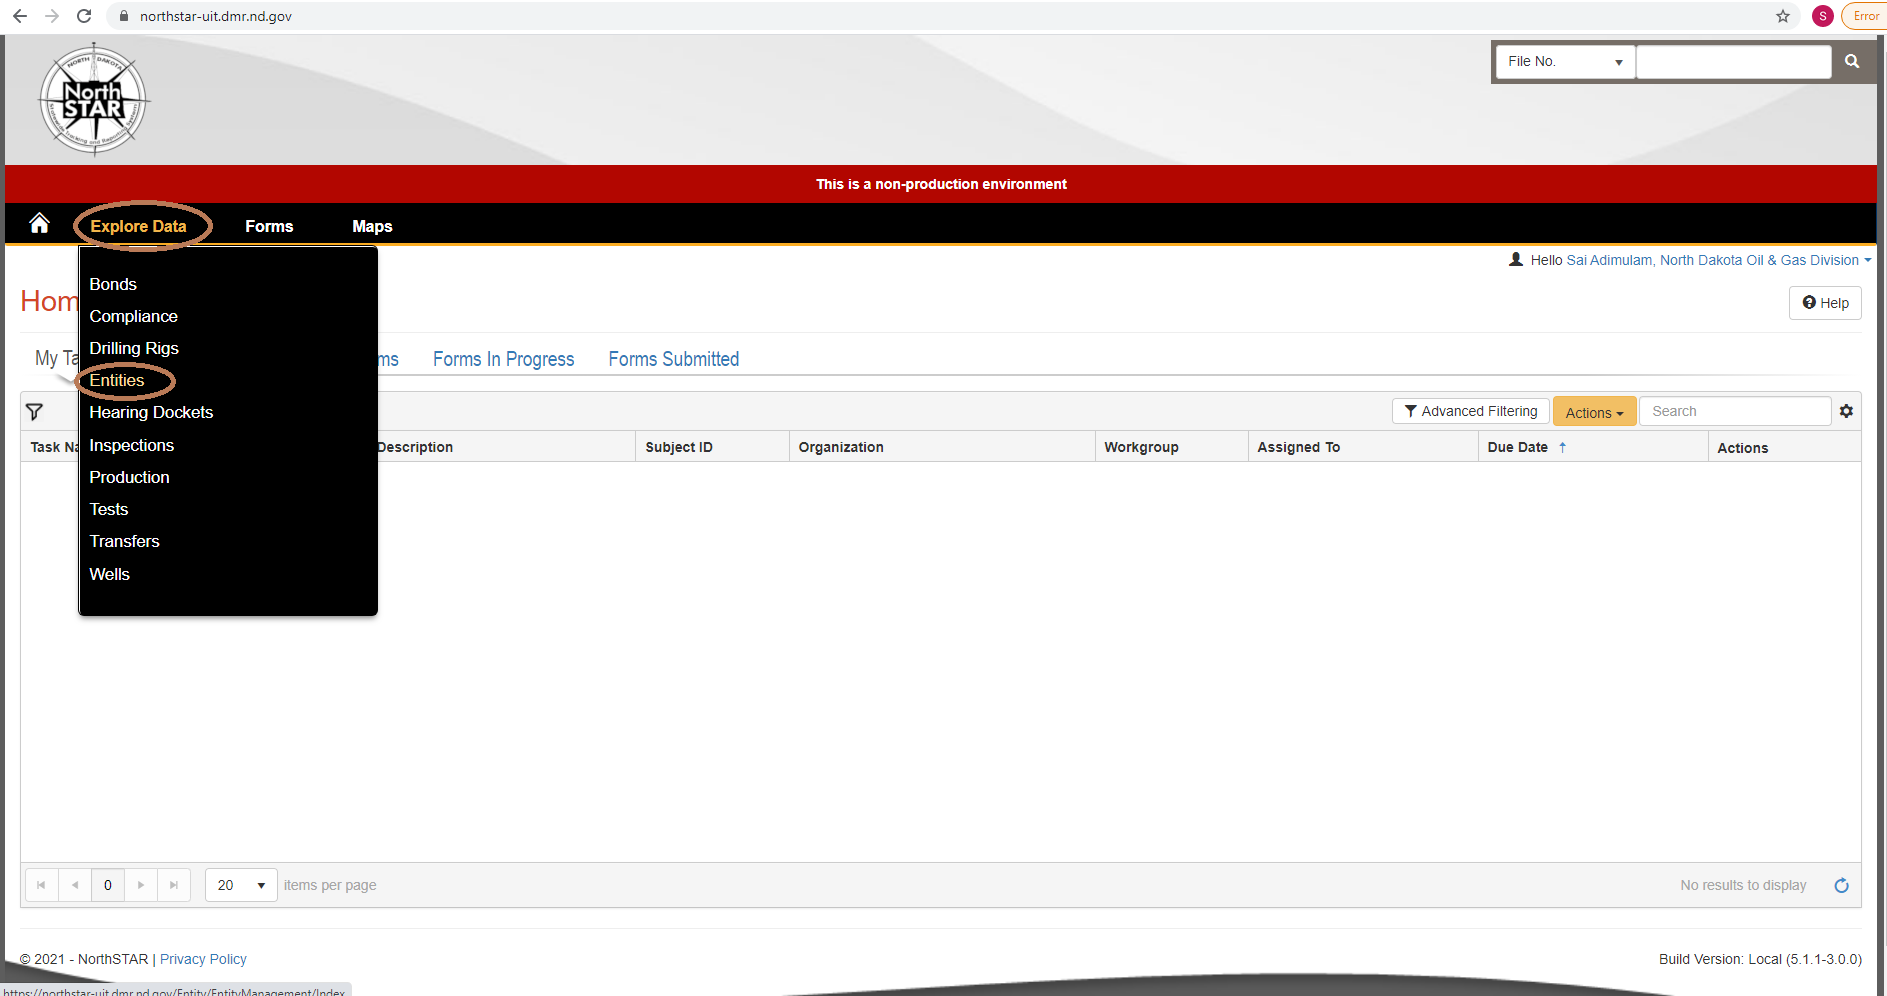 northstar-uit.dmr.nd.gov
S
Error
NORTH DAKOTA
North
STAR
Statewide Tracking and Reporting System
File No.
This is a non-production environment
Explore Data
Forms
Maps
Hello Sai Adimulam, North Dakota Oil & Gas Division
Bonds
Compliance
Drilling Rigs
Entities
Hearing Dockets
Inspections
Production
Tests
Transfers
Wells
Hom
Help
My Ta
ms
Forms In Progress
Forms Submitted
Advanced Filtering
Actions
Search
Task Na
Description
Subject ID
Organization
Workgroup
Assigned To
Due Date
Actions
0
20
items per page
No results to display
© 2021 - NorthSTAR | Privacy Policy
Build Version: Local (5.1.1-3.0.0)
https://northstar-uit.dmr.nd.gov/Entity/EntityManagement/Index